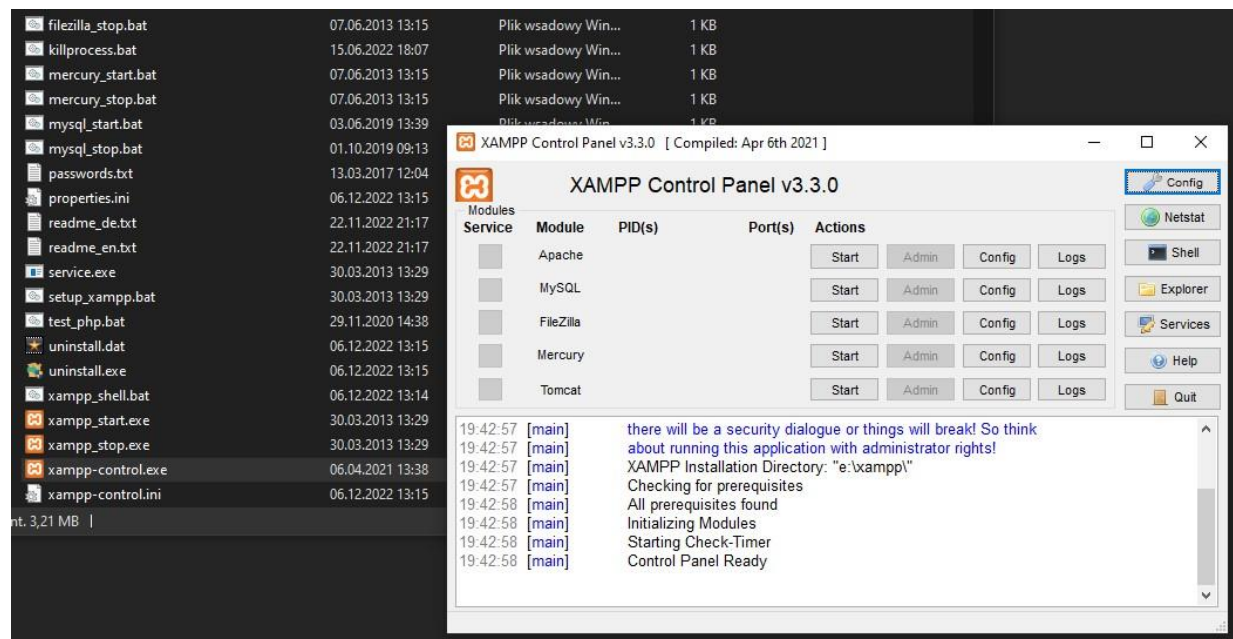 filezilla_stop.bat 07.06.2013 13:15 Plik wsadowy Win... 1 KB
killprocess.bat 15.06.2022 18:07 Plik wsadowy Win... 1 KB
mercury_start.bat 07.06.2013 13:15 Plik wsadowy Win... 1 KB
mercury_stop.bat 07.06.2013 13:15 Plik wsadowy Win... 1 KB
mysql_start.bat 03.06.2019 13:39 Plik wsadowy Win... 1 KB
mysql_stop.bat 01.10.2019 09:13
passwords.txt 13.03.2017 12:04
properties.ini 06.12.2022 13:15
readme_de.txt 22.11.2022 21:17
readme_en.txt 22.11.2022 21:17
service.exe 30.03.2013 13:29
setup_xampp.bat 30.03.2013 13:29
test_php.bat 29.11.2020 14:38
uninstall.dat 06.12.2022 13:15
uninstall.exe 06.12.2022 13:15
xampp_shell.bat 06.12.2022 13:14
xampp_start.exe 30.03.2013 13:29
xampp_stop.exe 30.03.2013 13:29
xampp-control.exe 06.04.2021 13:38
xampp-control.ini 06.12.2022 13:15
nt. 3,21 MB
XAMPP Control Panel v3.3.0 [ Compiled: Apr 6th 2021 ]
XAMPP Control Panel v3.3.0
Config
Netstat
Shell
Explorer
Services
Help
Quit
Modules
Service Module PID(s) Port(s) Actions
Apache Start Admin Config Logs
MySQL Start Admin Config Logs
FileZilla Start Admin Config Logs
Mercury Start Admin Config Logs
Tomcat Start Admin Config Logs
19:42:57 [main] there will be a security dialogue or things will break! So think
19:42:57 [main] about running this application with administrator rights!
19:42:57 [main] XAMPP Installation Directory: "e:\xampp\"
19:42:57 [main] Checking for prerequisites
19:42:58 [main] All prerequisites found
19:42:58 [main] Initializing Modules
19:42:58 [main] Starting Check-Timer
19:42:58 [main] Control Panel Ready